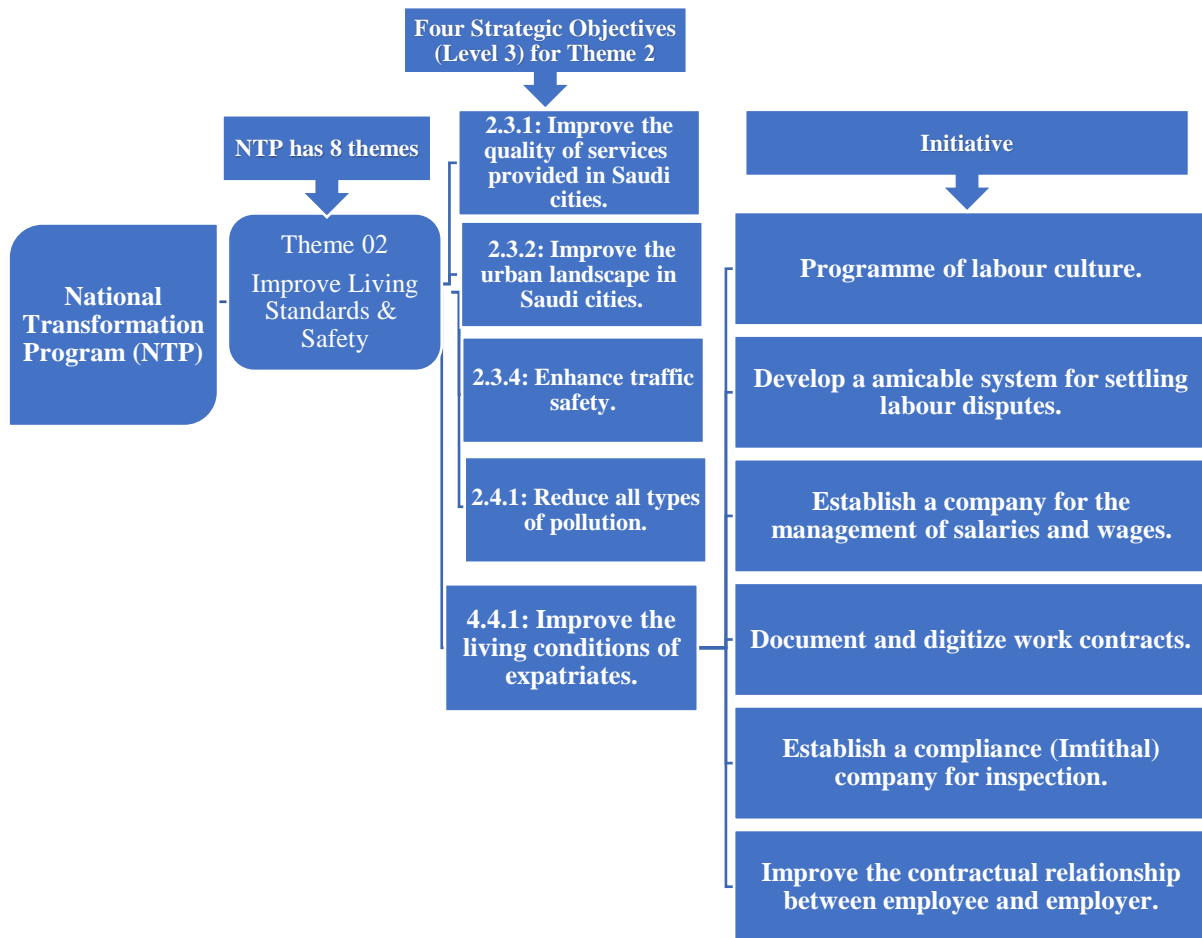 Four Strategic Objectives
(Level 3) for Theme 2
NTP has 8 themes
Initiative
National
Transformation
Program (NTP)
Theme 02
Improve Living
Standards &
Safety
2.3.1: Improve the
quality of services
provided in Saudi
cities.
2.3.2: Improve the
urban landscape in
Saudi cities.
2.3.4: Enhance traffic
safety.
2.4.1: Reduce all types
of pollution.
4.4.1: Improve the
living conditions of
expatriates.
Programme of labour culture.
Develop a amicable system for settling
labour disputes.
Establish a company for the
management of salaries and wages.
Document and digitize work contracts.
Establish a compliance (Imtithal)
company for inspection.
Improve the contractual relationship
between employee and employer.